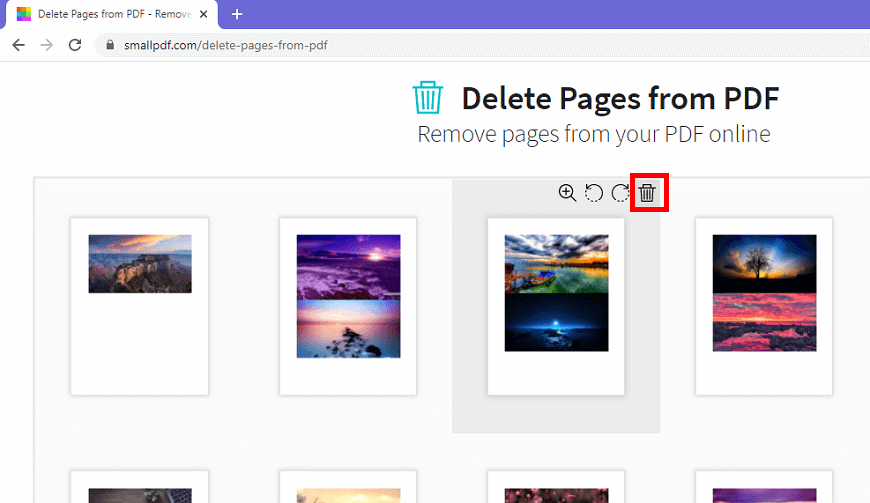 Delete Pages from PDF - Remove
smallpdf.com/delete-pages-from-pdf
Delete Pages from PDF
Remove pages from your PDF online